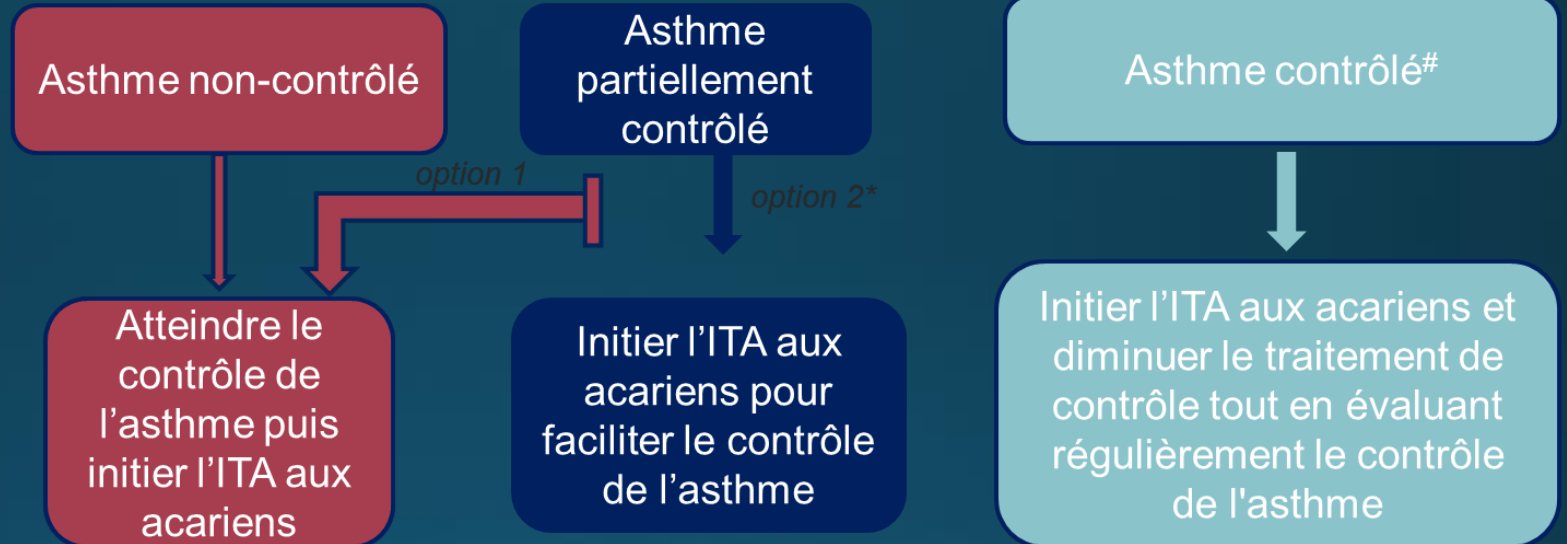 Asthme non-contrôlé
Asthme
partiellement
contrôlé
Asthme contrôlé#
option 1
option 2*
Atteindre le
contrôle de
l’asthme puis
initier l’ITA aux
acariens
Initier l’ITA aux
acariens pour
faciliter le contrôle
de l’asthme
Initier l’ITA aux acariens et
diminuer le traitement de
contrôle tout en évaluant
régulièrement le contrôle
de l'asthme